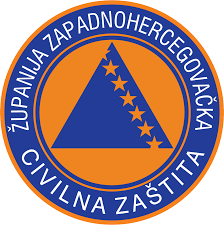 ŽUPANIJA ZAPADNOHERCEGOVAČKA
CIVILNA ZAŠTITA